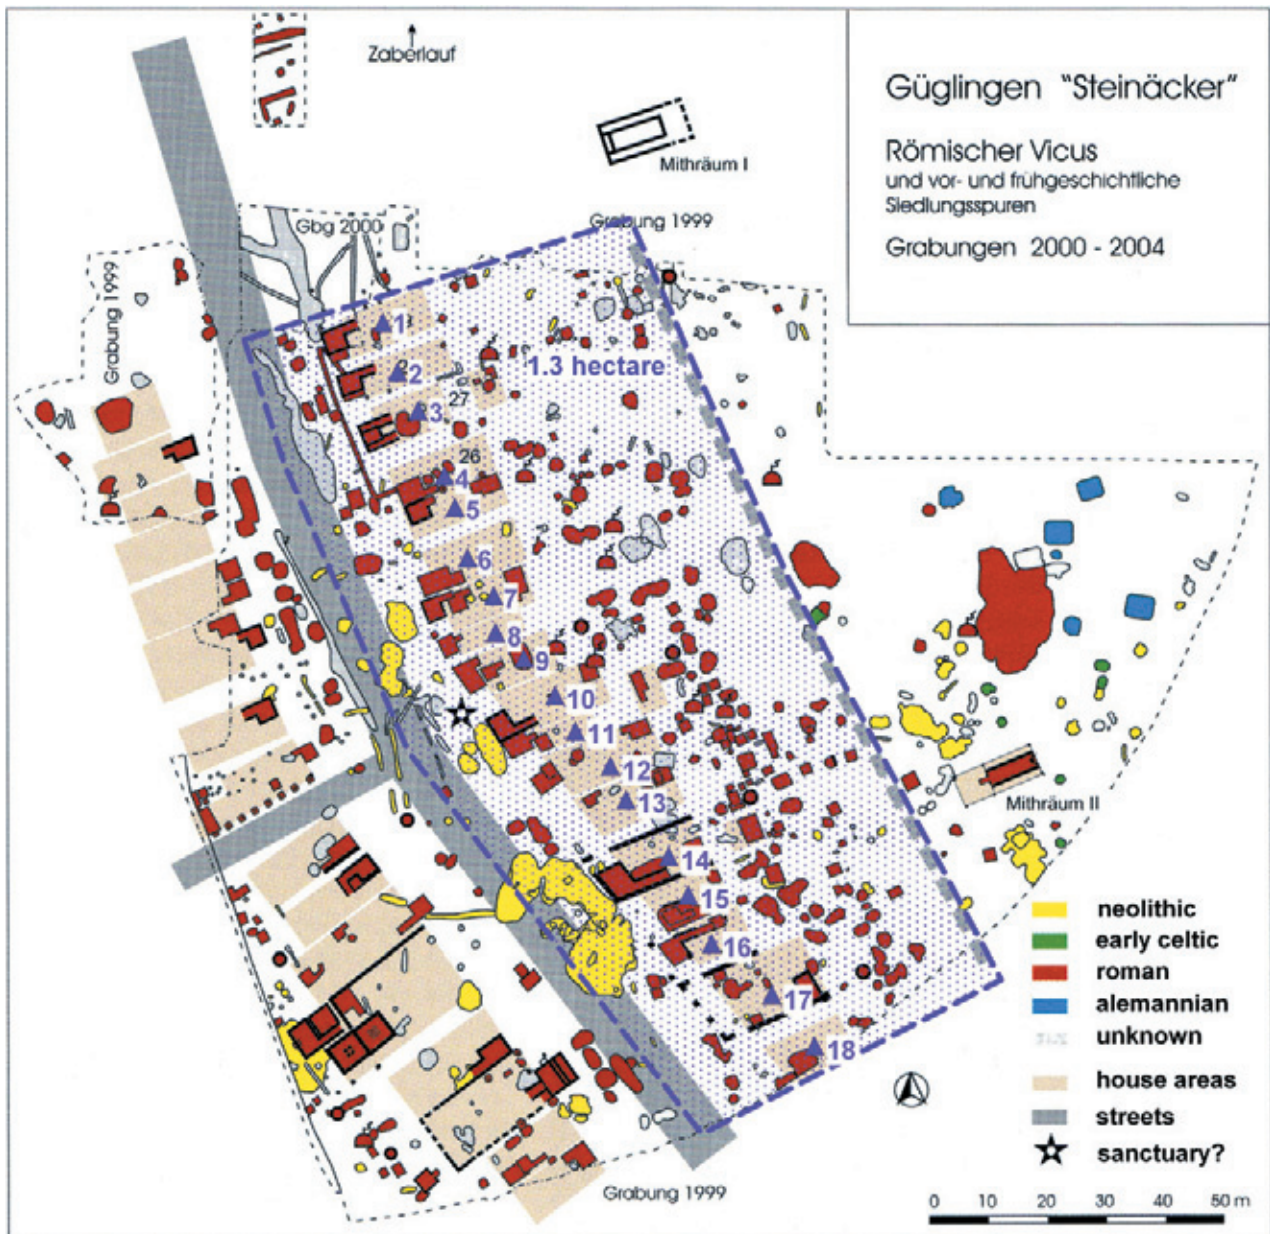 Zaberlauf
Güglingen "Steinäcker"
Römischer Vicus
und vor- und frühgeschichtliche
Siedlungsspuren
Grabungen 2000 - 2004
Mithräum I
Gbg 2000
Grabung 1999
Grabung 1999
1
1.3 hectare
2
27
3
26
4
5
6
7
8
9
10
11
12
13
Mithräum II
14
15
16
17
18
neolithic
early celtic
roman
alemannian
unknown
house areas
streets
sanctuary?
Grabung 1999
0 10 20 30 40 50 m